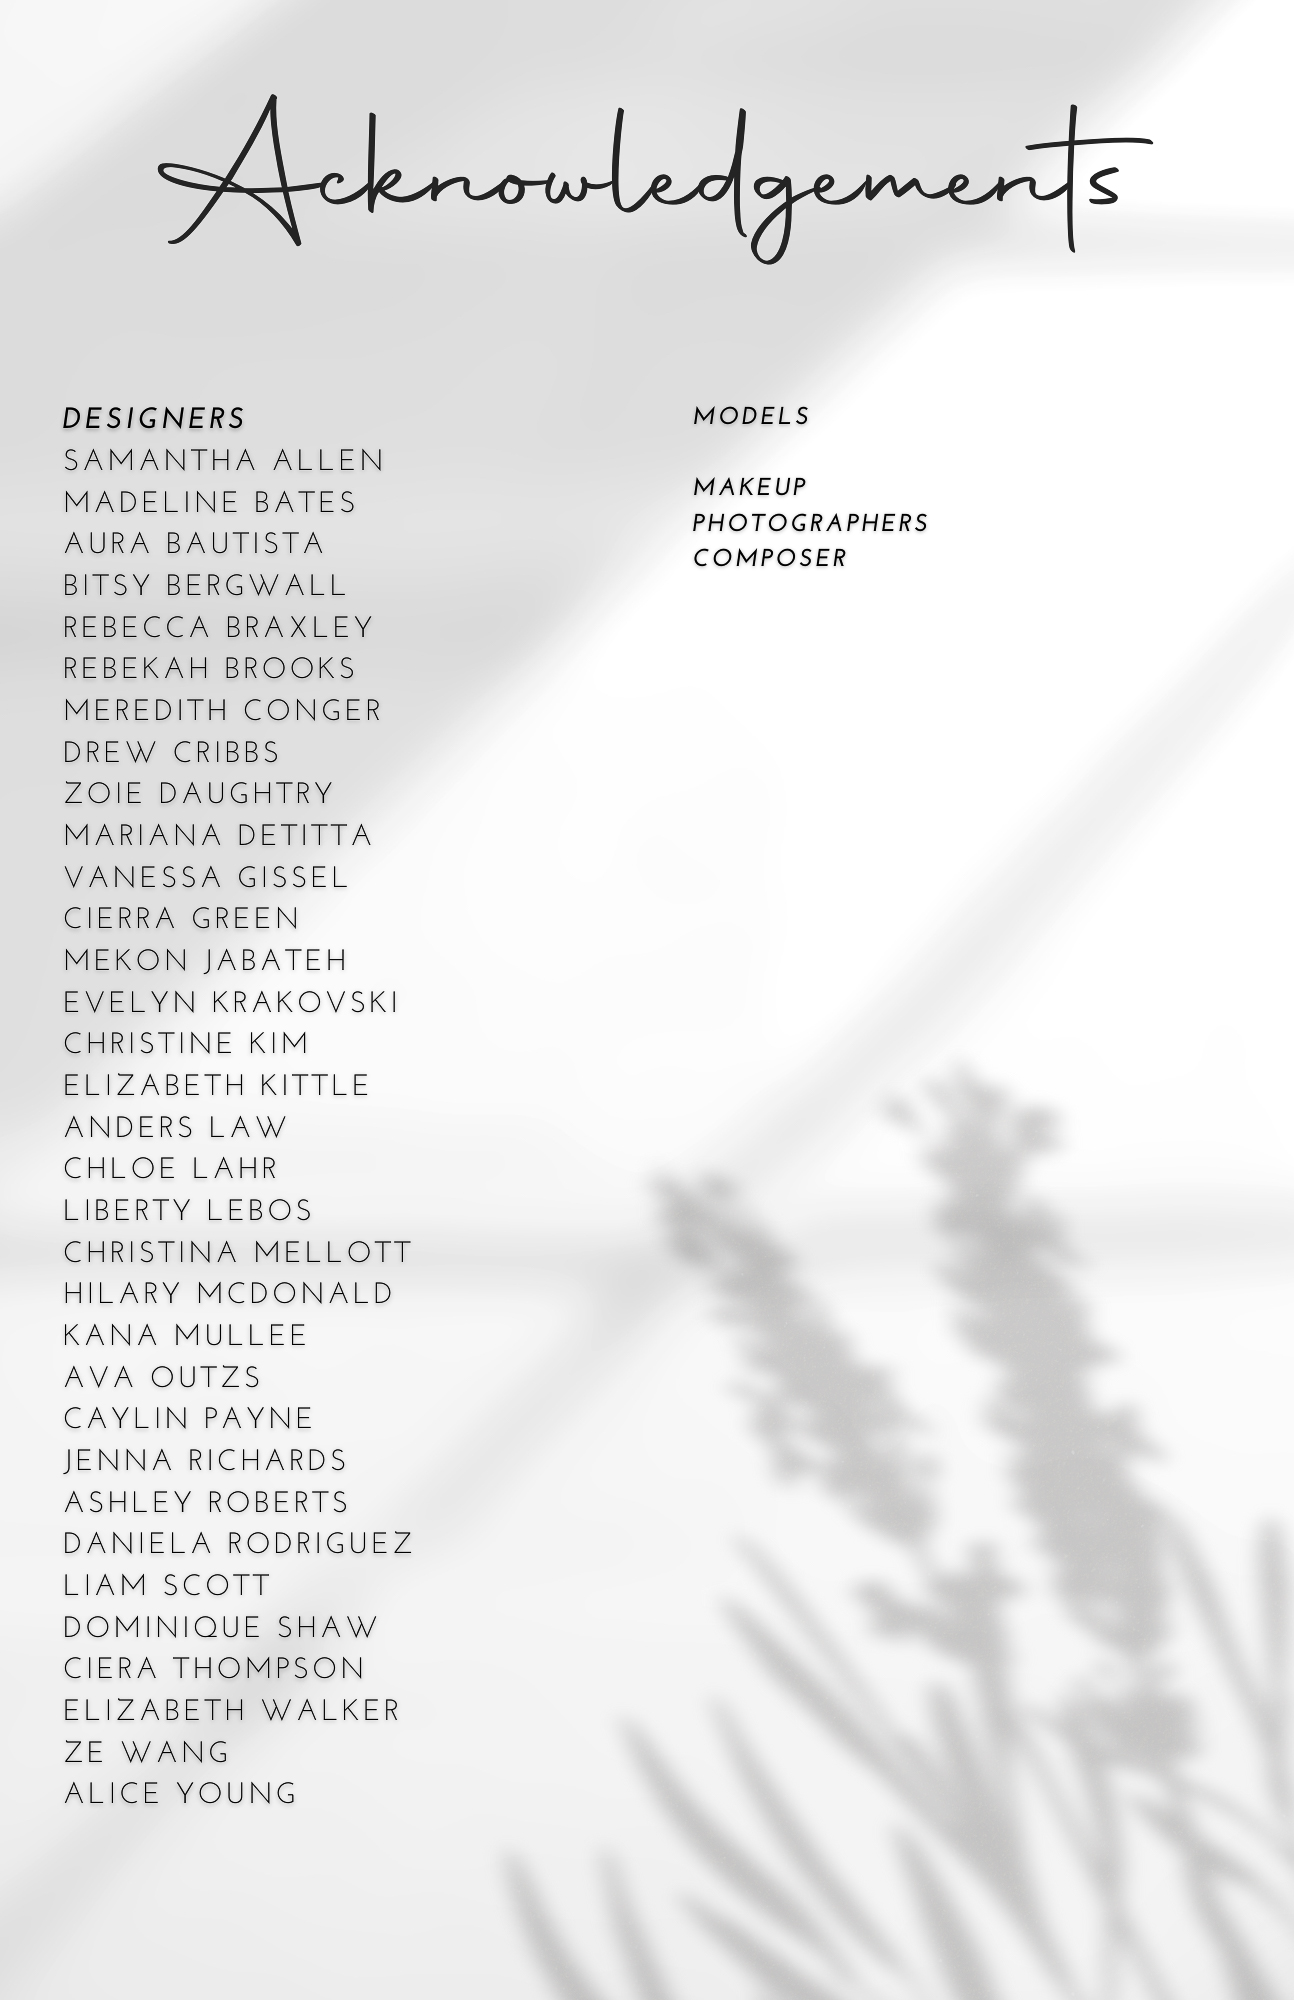 Acknowledgements
DESIGNERS
SAMANTHA ALLEN
MADELINE BATES
AURA BAUTISTA
BITSY BERGWALL
REBECCA BRAXLEY
REBEKAH BROOKS
MEREDITH CONGER
DREW CRIBBS
ZOIE DAUGHTRY
MARIANA DETITTA
VANESSA GISSEL
CIERRA GREEN
MEKON JABATEH
EVELYN KRAKOVSKI
CHRISTINE KIM
ELIZABETH KITTLE
ANDERS LAW
CHLOE LAHR
LIBERTY LEBOS
CHRISTINA MELLOTT
HILARY MCDONALD
KANA MULLEE
AVA OUTZS
CAYLIN PAYNE
JENNA RICHARDS
ASHLEY ROBERTS
DANIELA RODRIGUEZ
LIAM SCOTT
DOMINIQUE SHAW
CIERA THOMPSON
ELIZABETH WALKER
ZE WANG
ALICE YOUNG
MODELS
MAKEUP
PHOTOGRAPHERS
COMPOSER